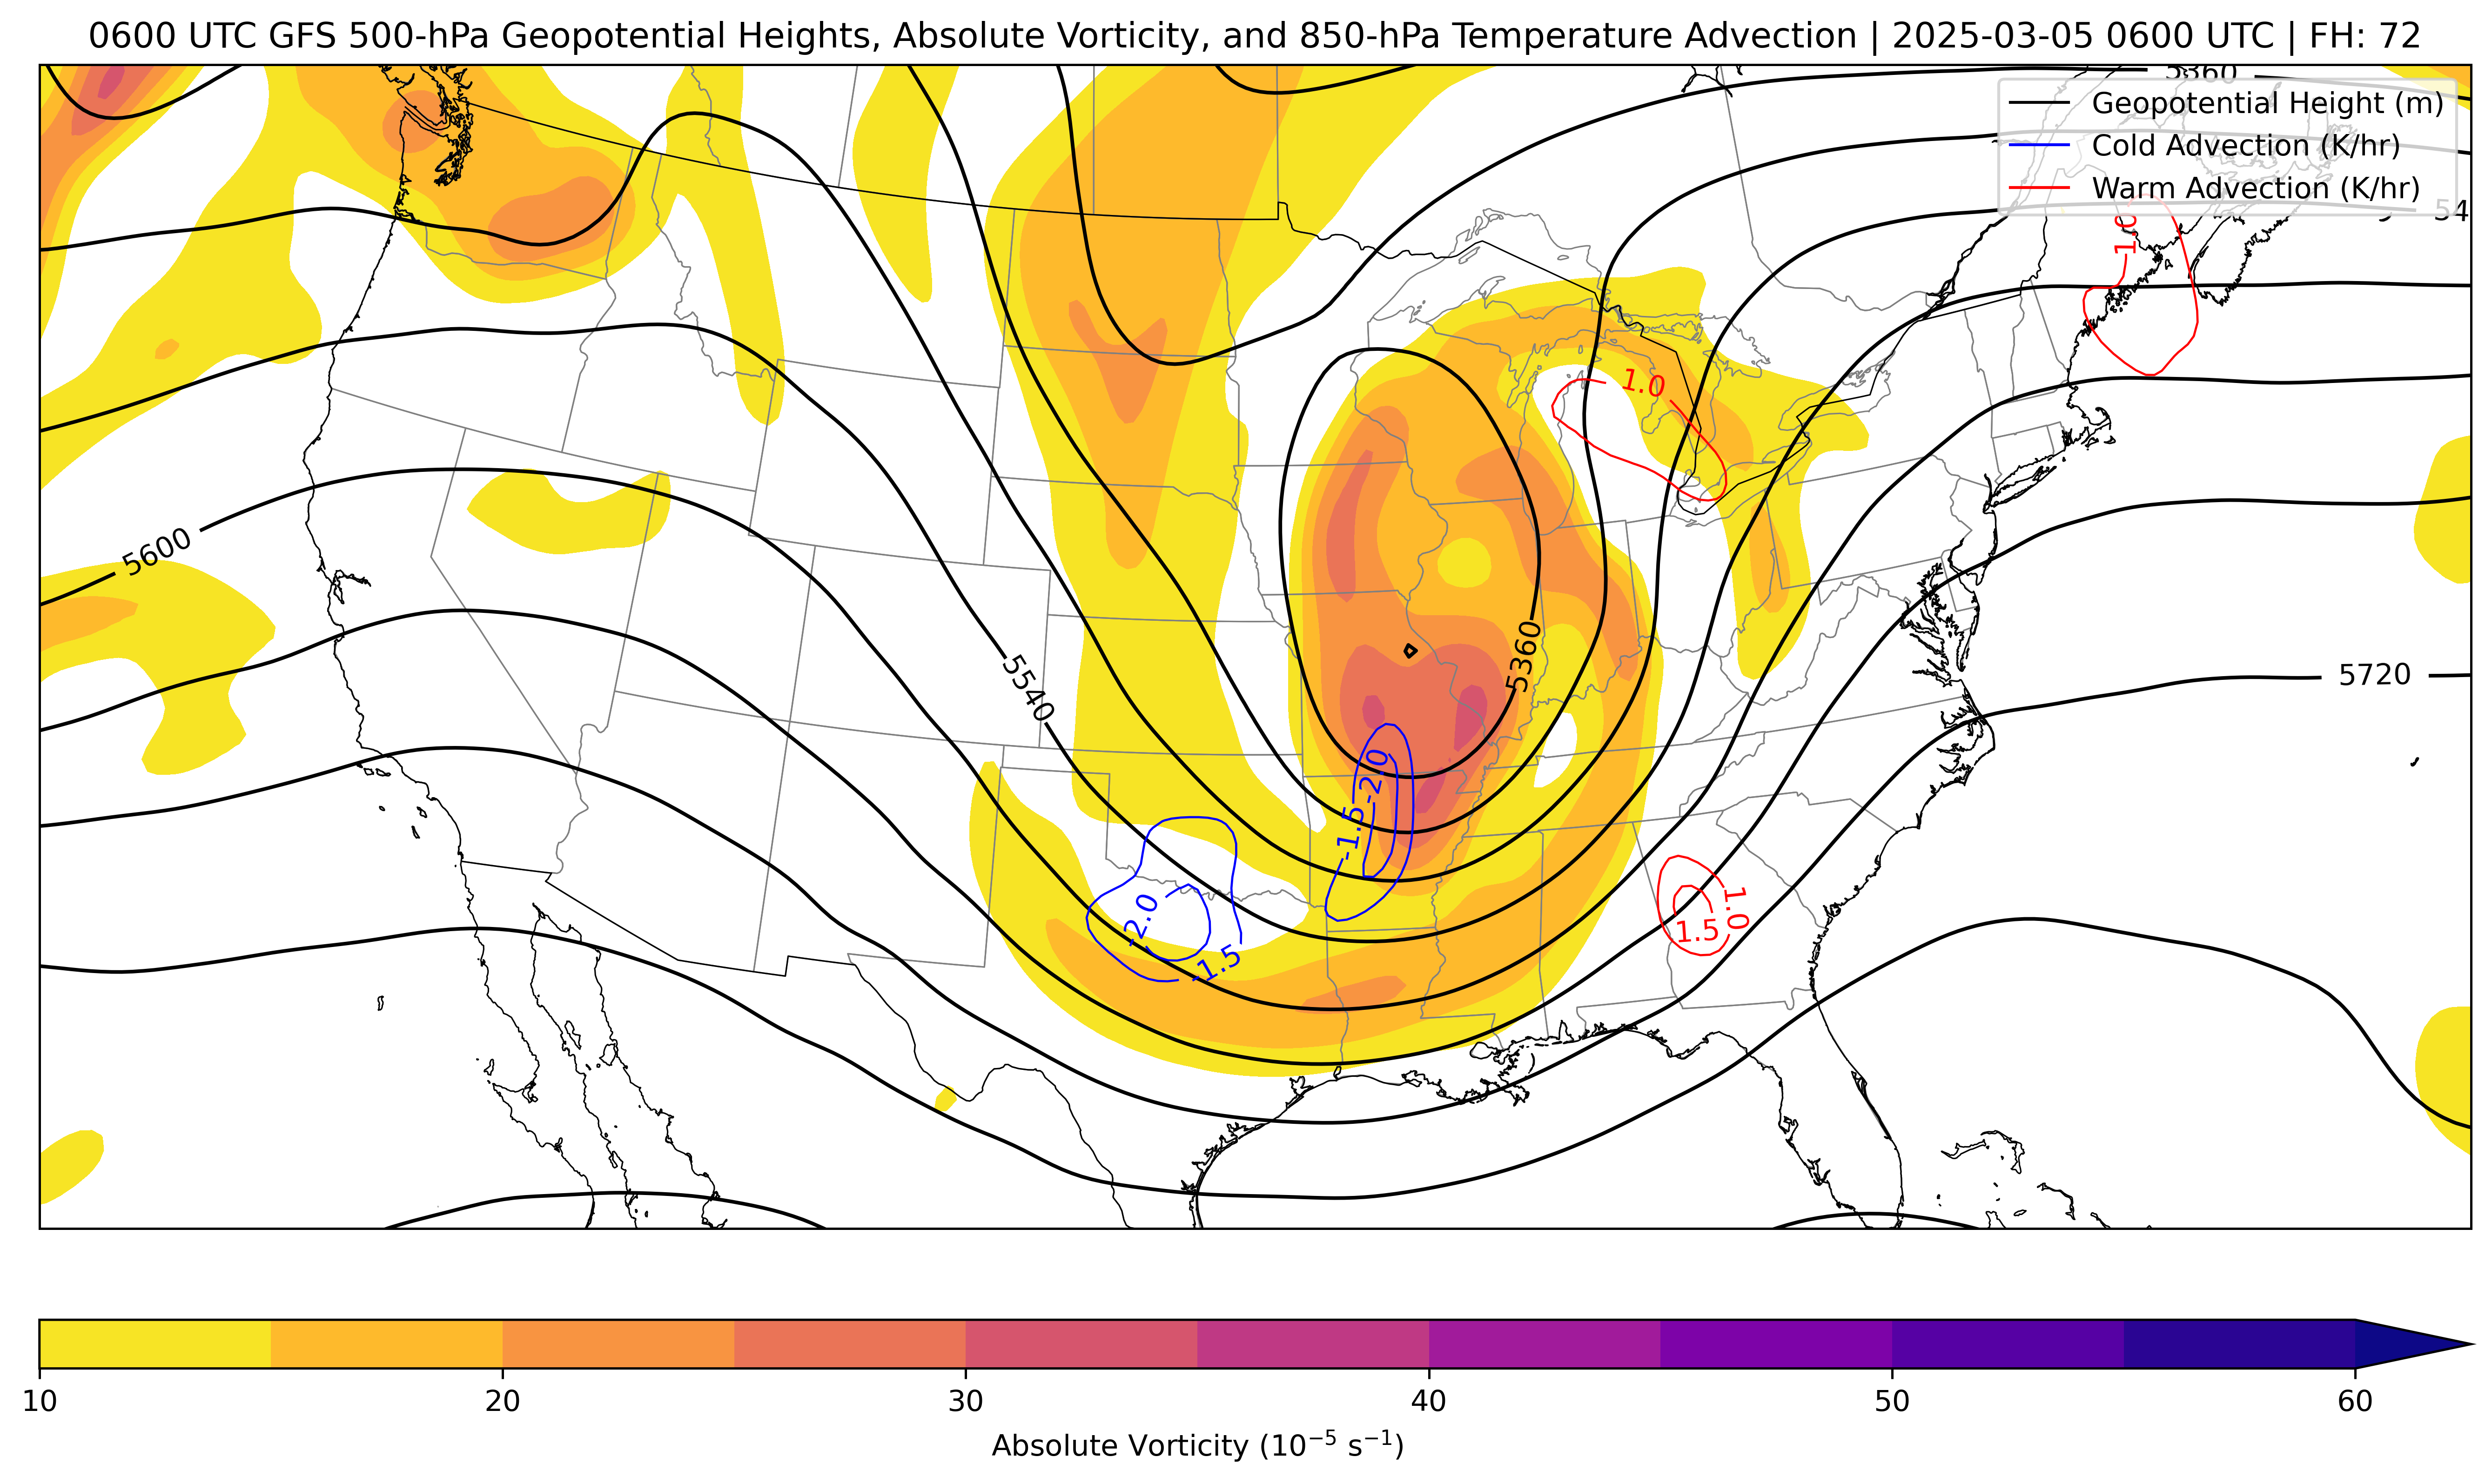 0600 UTC GFS 500-hPa Geopotential Heights, Absolute Vorticity, and 850-hPa Temperature Advection | 2025-03-05 0600 UTC | FH: 72
5360
Geopotential Height (m)
Cold Advection (K/hr)
Warm Advection (K/hr)
54
1.0
1.0
5600
5360
5540
5720
-2.0
-1.5
-2.0
1.0
1.5
-1.5
10 20 30 40 50 60
Absolute Vorticity (10⁻⁵ s⁻¹)